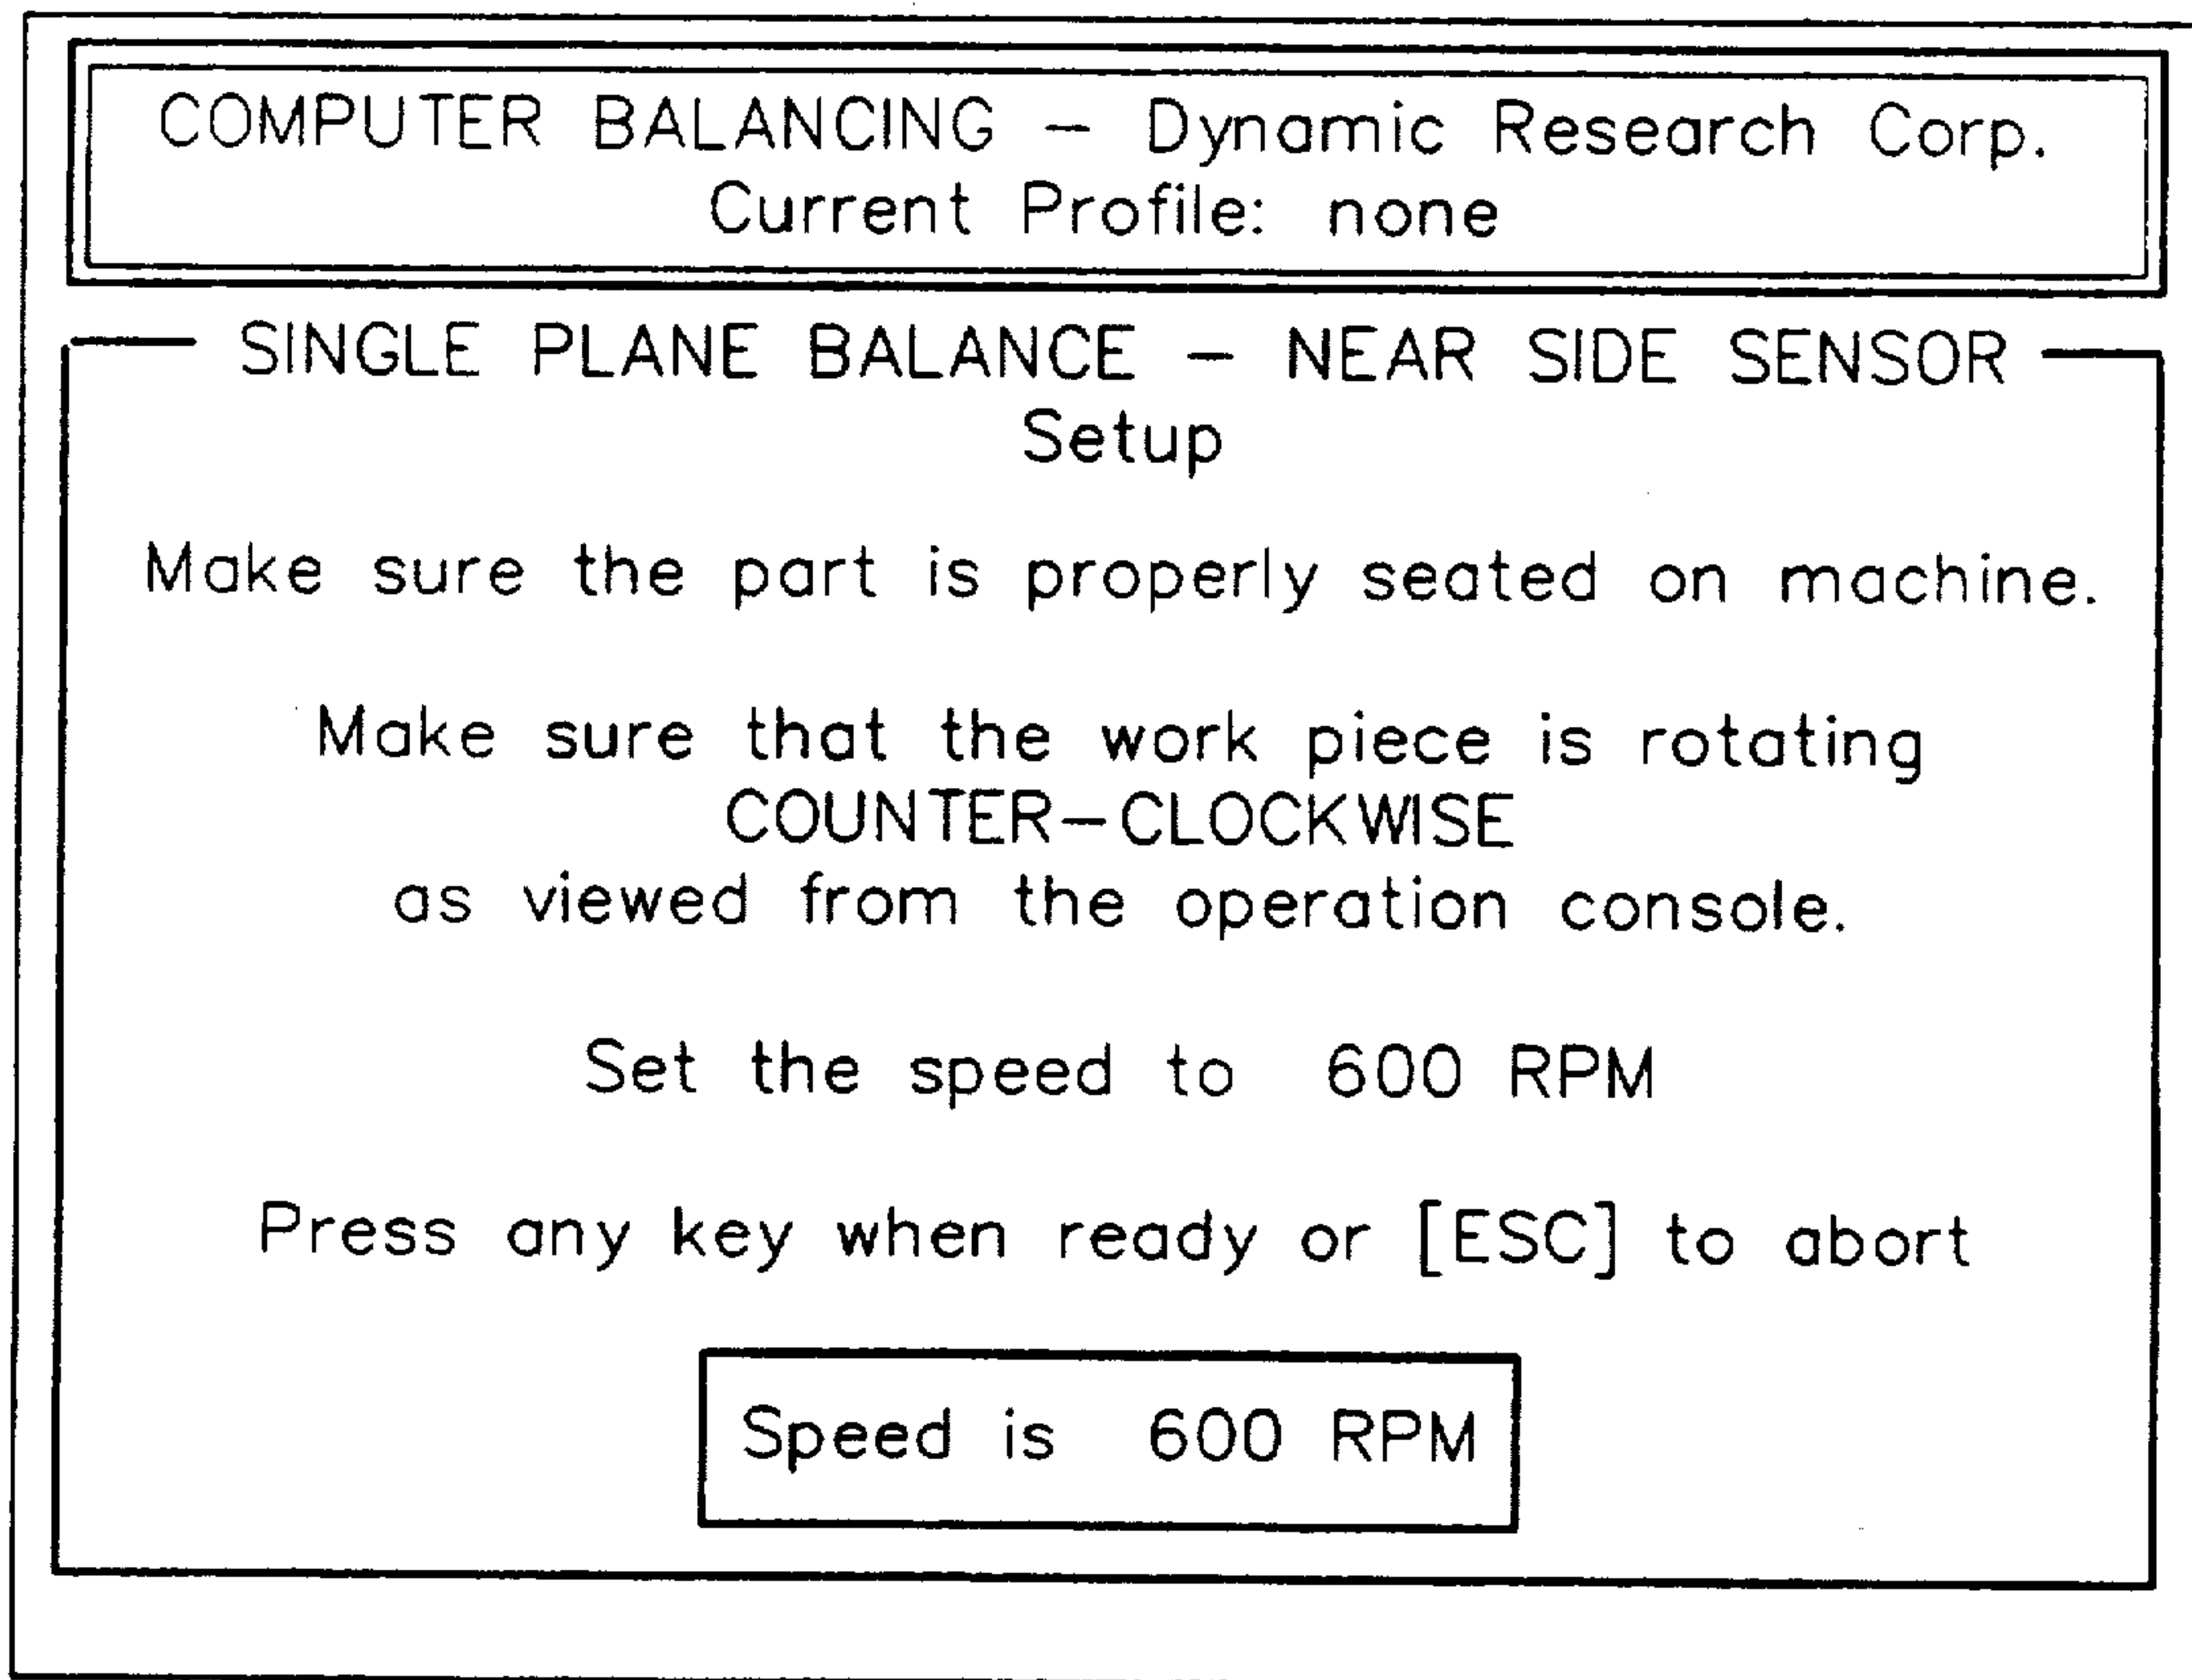 COMPUTER BALANCING – Dynamic Research Corp.
Current Profile: none
SINGLE PLANE BALANCE – NEAR SIDE SENSOR
Setup
Make sure the part is properly seated on machine.
Make sure that the work piece is rotating
COUNTER–CLOCKWISE
as viewed from the operation console.
Set the speed to 600 RPM
Press any key when ready or [ESC] to abort
Speed is 600 RPM